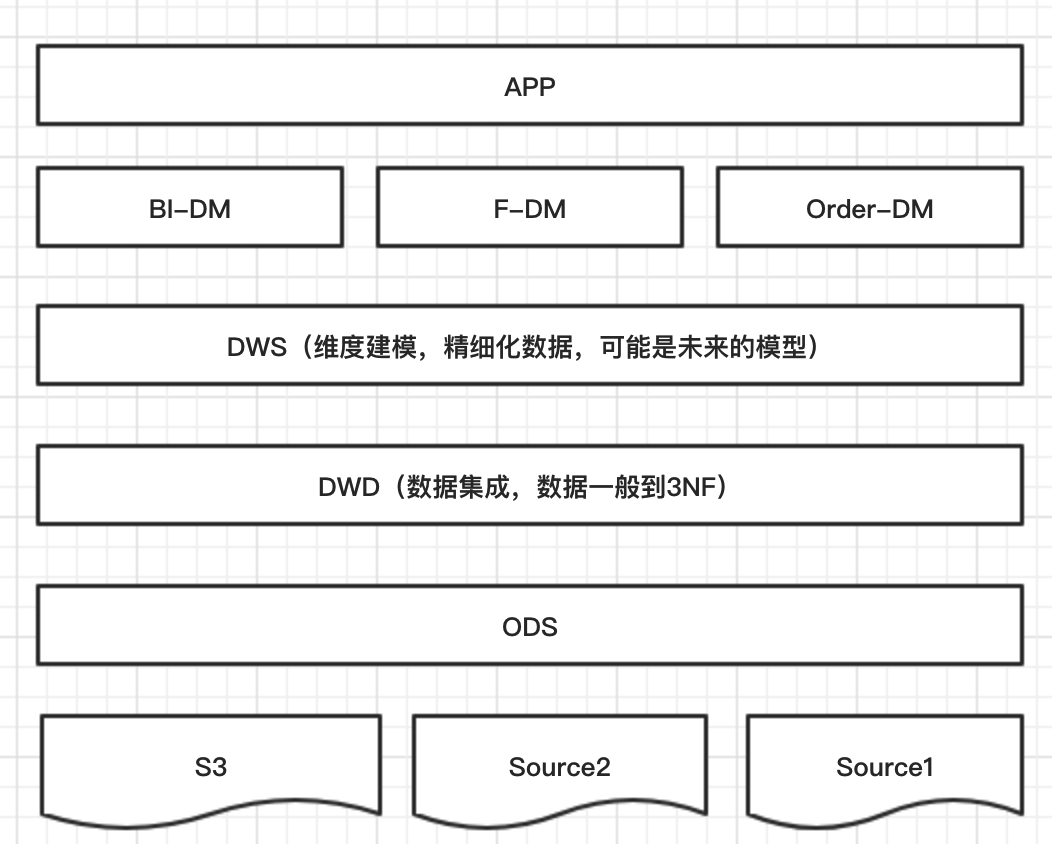 APP
BI-DM
F-DM
Order-DM
DWS（维度建模，精细化数据，可能是未来的模型）
DWD（数据集成，数据一般到3NF）
ODS
S3
Source2
Source1